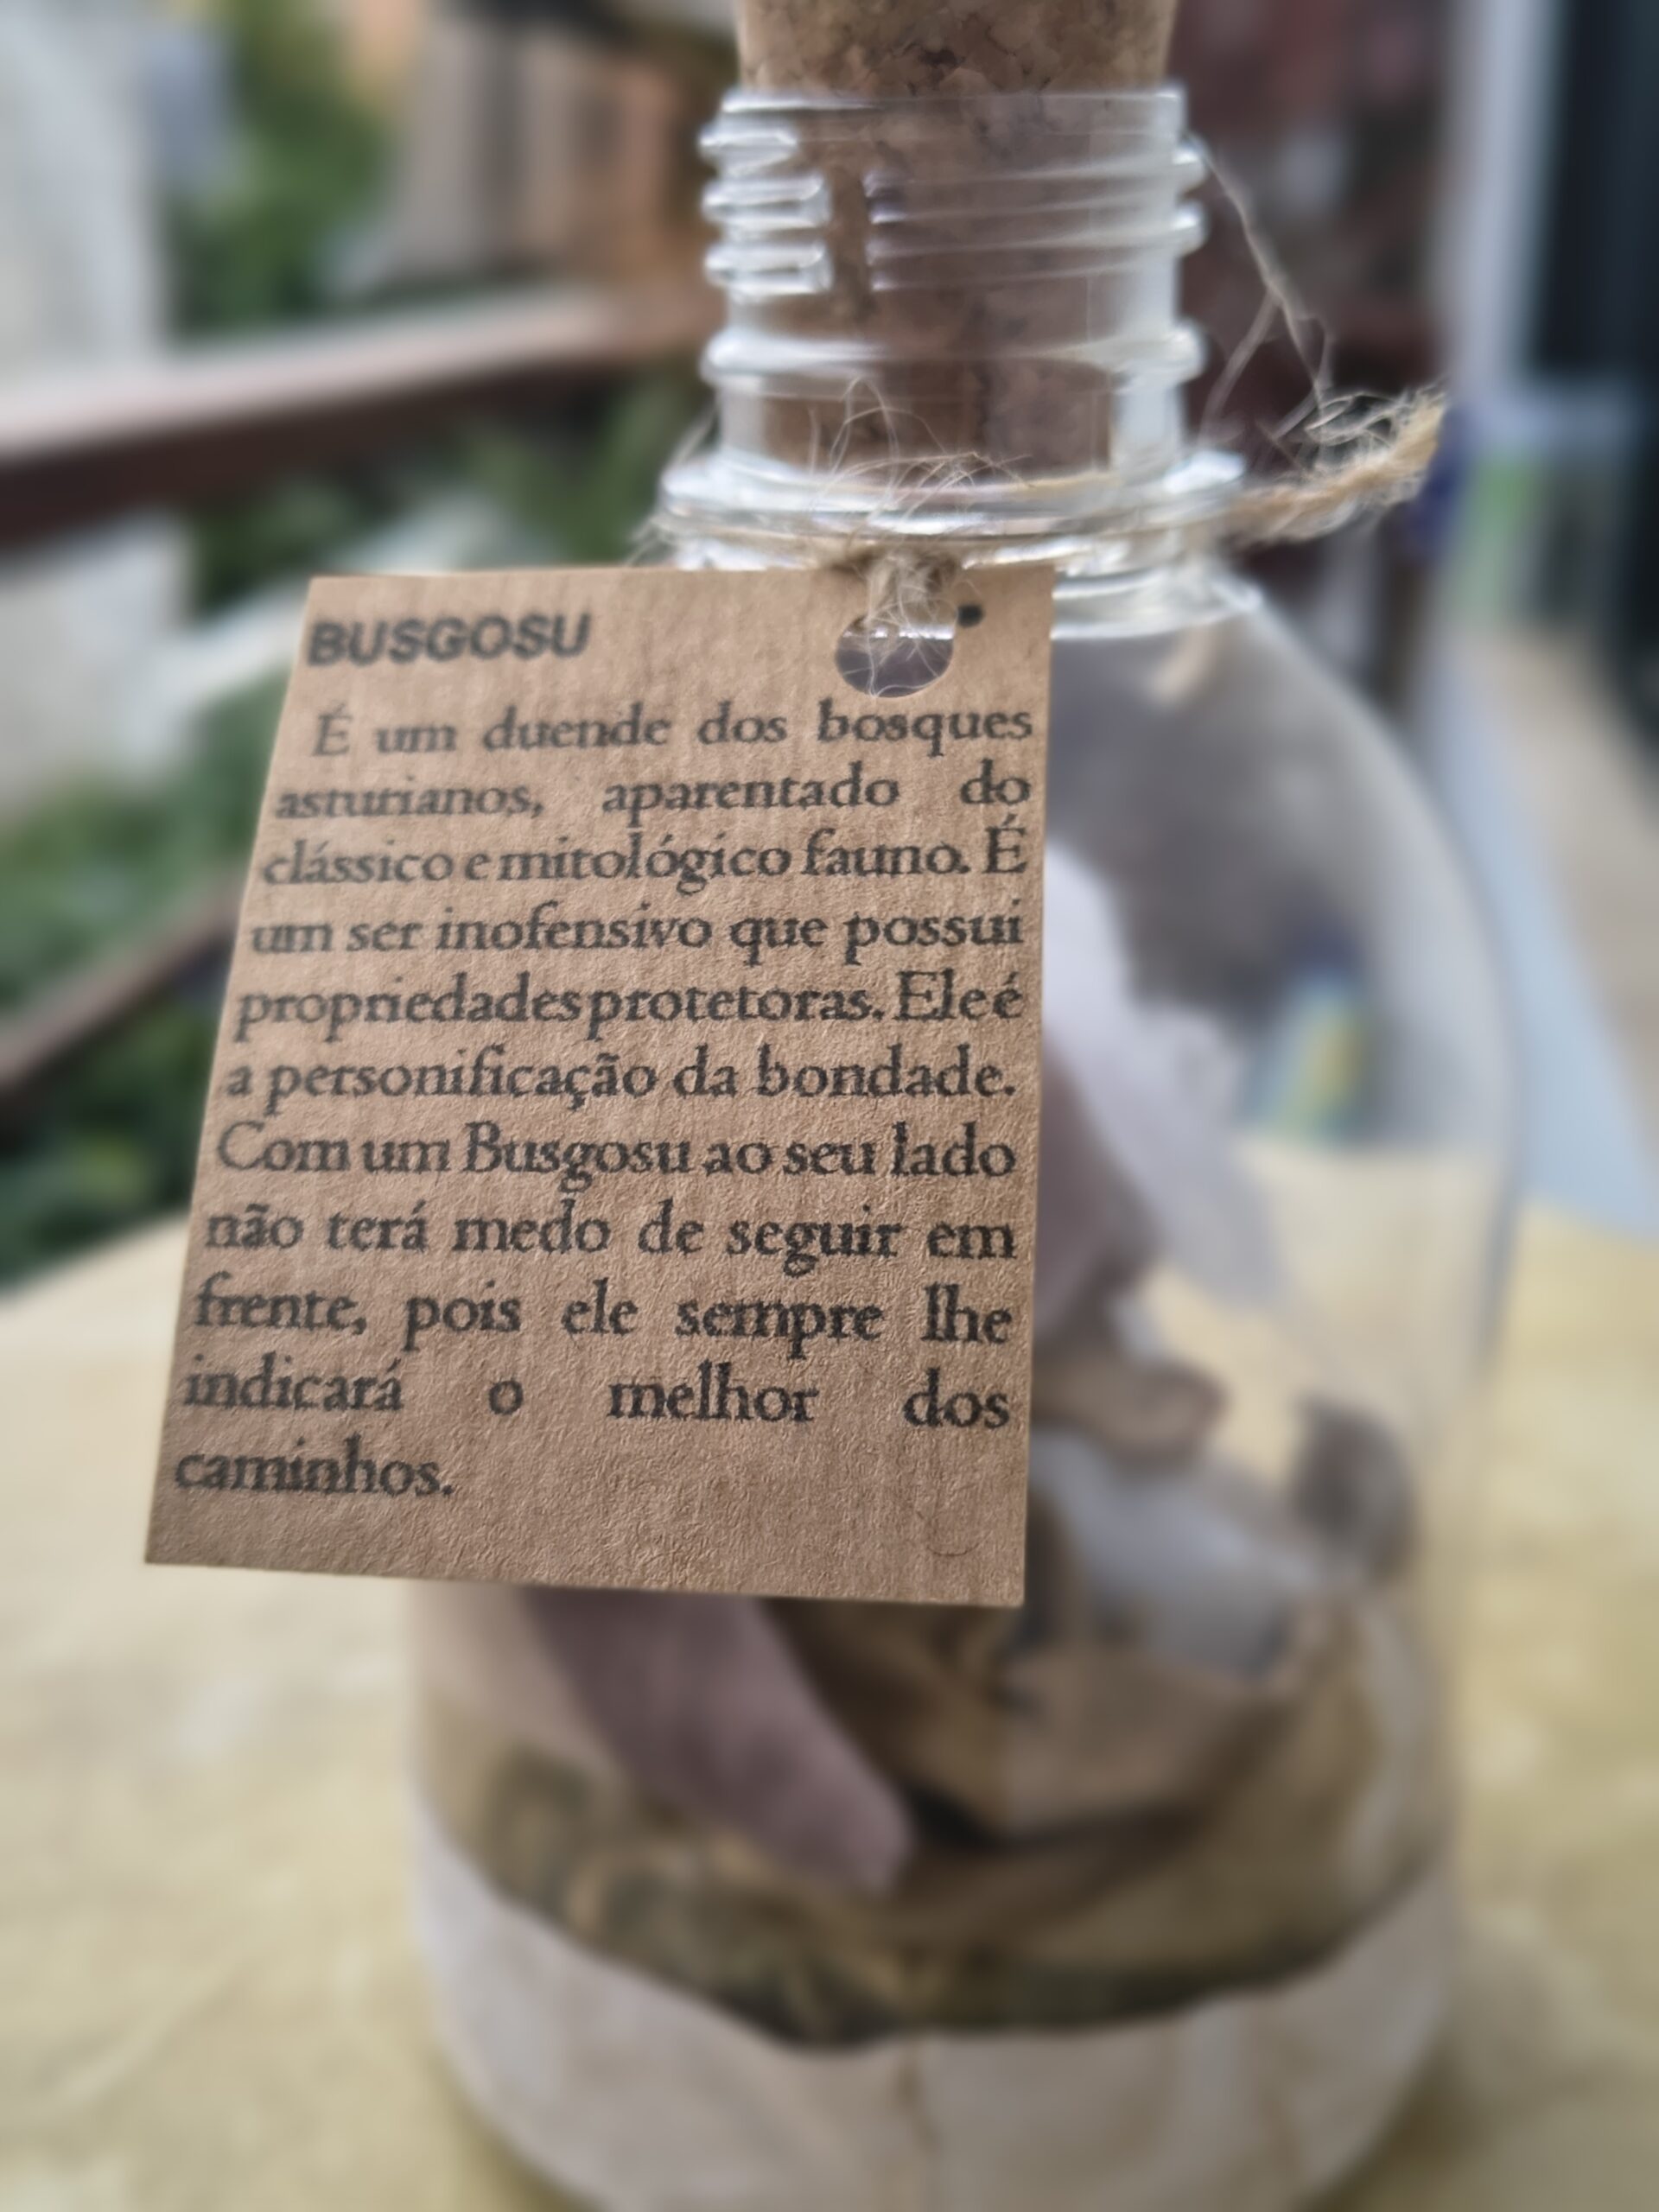 BUSGOSU
É um duende dos bosques
asturianos, aparentado do
clássico e mitológico fauno. É
um ser inofensivo que possui
propriedades protetoras. Ele é
a personificação da bondade.
Com um Busgosu ao seu lado
não terá medo de seguir em
frente, pois ele sempre lhe
indicará o melhor dos
caminhos.